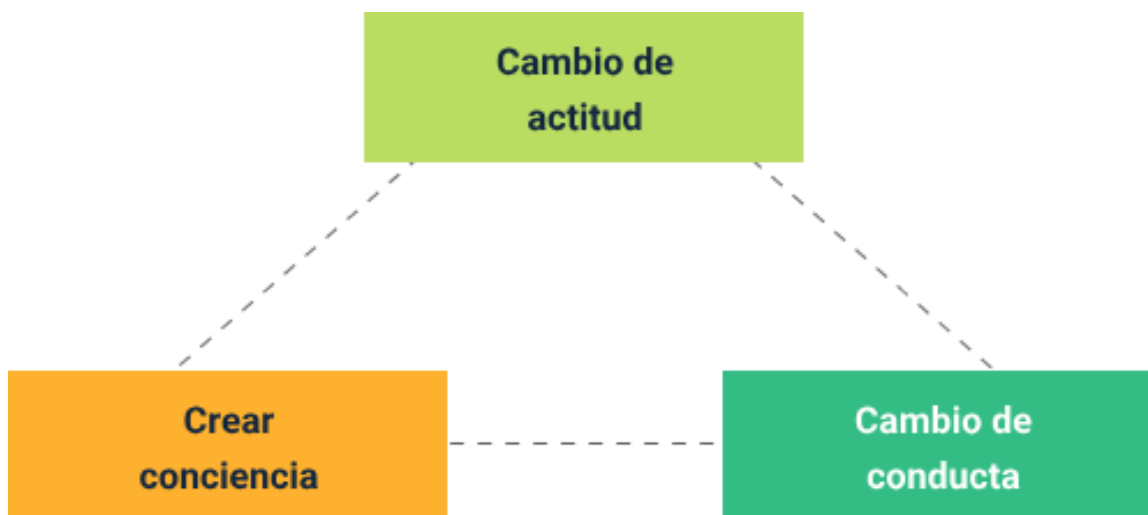 Cambio de
actitud
Crear
conciencia
Cambio de
conducta